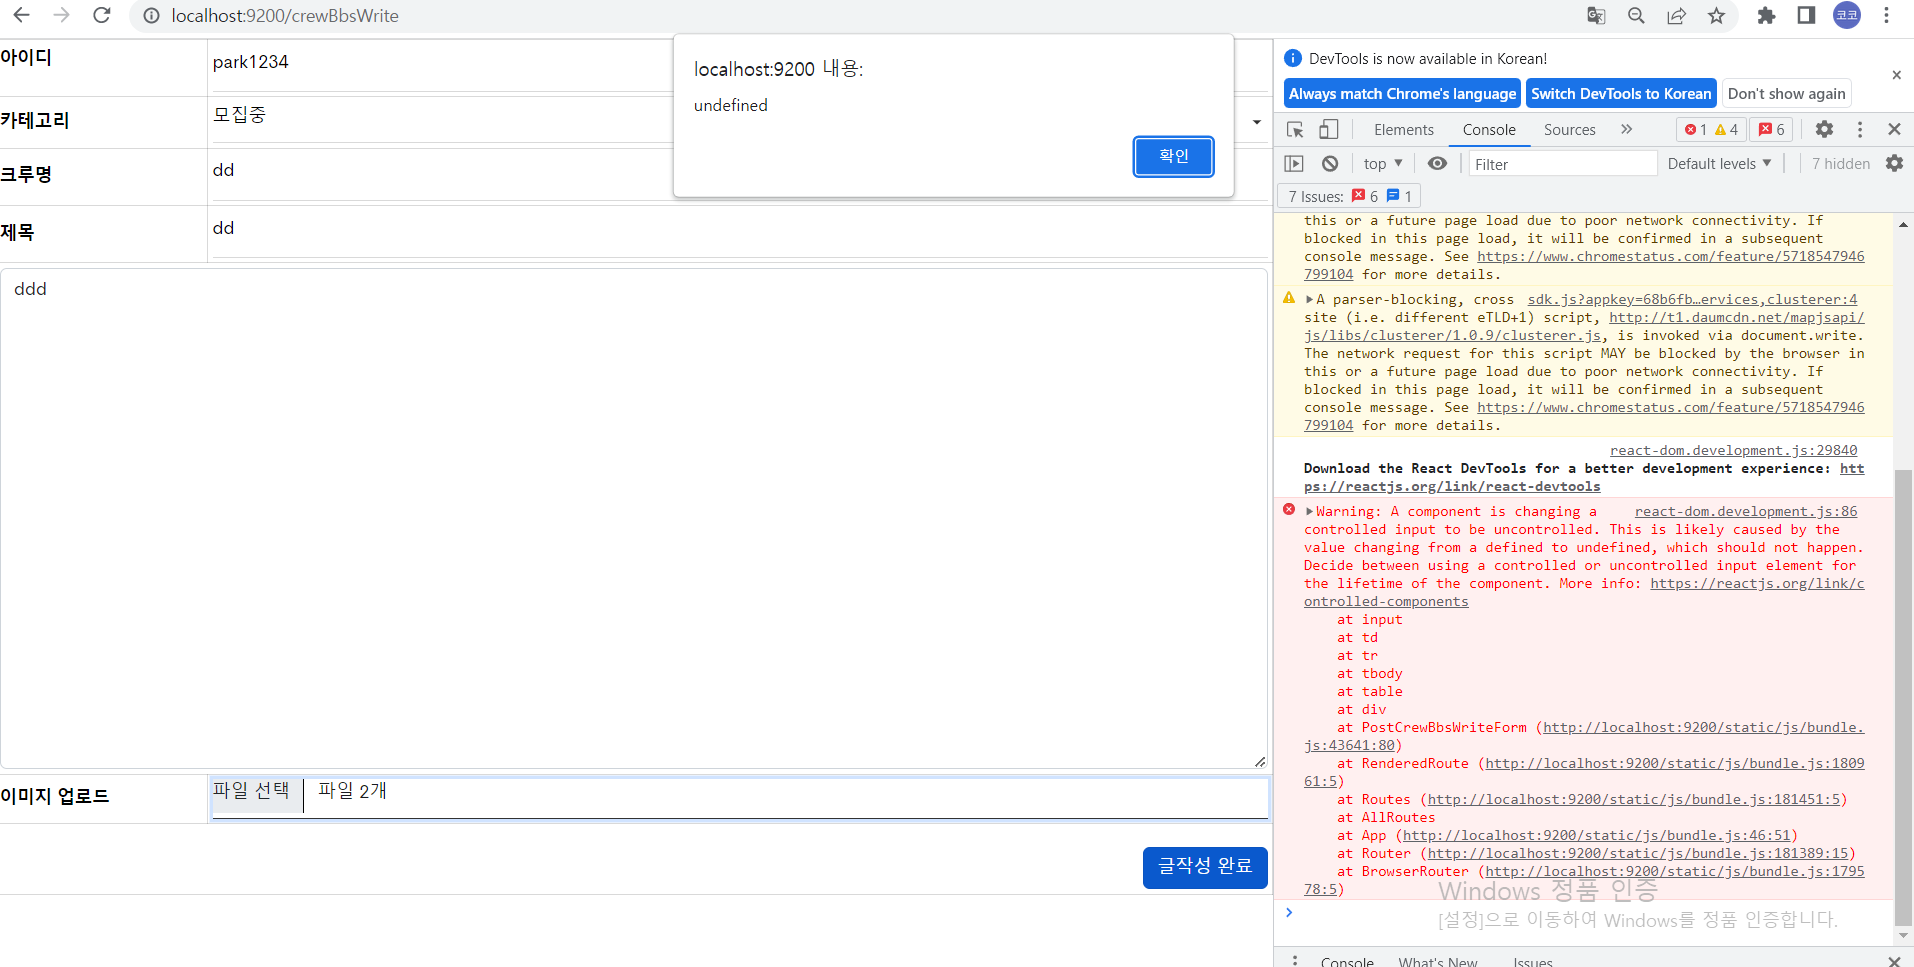 localhost:9200/crewBbsWrite
코코
아이디
park1234
카테고리
모집중
크루명
dd
제목
dd
ddd
이미지 업로드
파일 선택
파일 2개
글작성 완료
localhost:9200 내용:
undefined
확인
DevTools is now available in Korean!
Always match Chrome's language
Switch DevTools to Korean
Don't show again
Elements
Console
Sources
1
4
6
top
Filter
Default levels
7 hidden
7 Issues:
6
1
this or a future page load due to poor network connectivity. If
blocked in this page load, it will be confirmed in a subsequent
console message. See https://www.chromestatus.com/feature/5718547946
799104 for more details.
A parser-blocking, cross sdk.js?appkey=68b6fb…ervices,clusterer:4
site (i.e. different eTLD+1) script, http://t1.daumcdn.net/mapjsapi/
js/libs/clusterer/1.0.9/clusterer.js, is invoked via document.write.
The network request for this script MAY be blocked by the browser in
this or a future page load due to poor network connectivity. If
blocked in this page load, it will be confirmed in a subsequent
console message. See https://www.chromestatus.com/feature/5718547946
799104 for more details.
react-dom.development.js:29840
Download the React DevTools for a better development experience: htt
ps://reactjs.org/link/react-devtools
Warning: A component is changing a react-dom.development.js:86
controlled input to be uncontrolled. This is likely caused by the
value changing from a defined to undefined, which should not happen.
Decide between using a controlled or uncontrolled input element for
the lifetime of the component. More info: https://reactjs.org/link/c
ontrolled-components
at input
at td
at tr
at tbody
at table
at div
at PostCrewBbsWriteForm (http://localhost:9200/static/js/bundle.
js:43641:80)
at RenderedRoute (http://localhost:9200/static/js/bundle.js:1809
61:5)
at Routes (http://localhost:9200/static/js/bundle.js:181451:5)
at AllRoutes
at App (http://localhost:9200/static/js/bundle.js:46:51)
at Router (http://localhost:9200/static/js/bundle.js:181389:15)
at BrowserRouter (http://localhost:9200/static/js/bundle.js:1795
78:5)
Windows 정품 인증
[설정]으로 이동하여 Windows를 정품 인증합니다.
Console
What's New
Issues